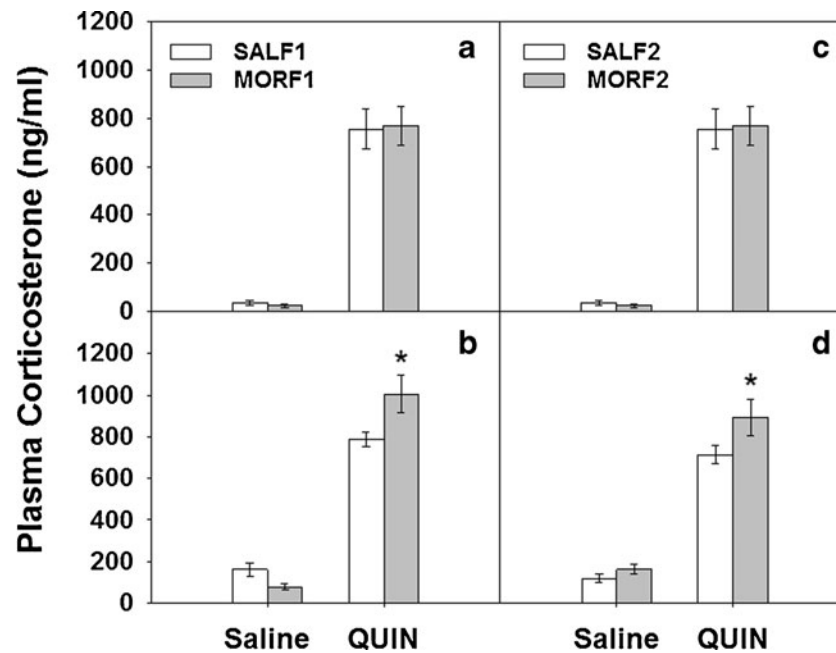 Plasma Corticosterone (ng/ml)
1200
1000
800
600
400
200
0
SALF1
MORF1
a
SALF2
MORF2
c
1200
1000
800
600
400
200
0
b
*
d
*
Saline QUIN Saline QUIN